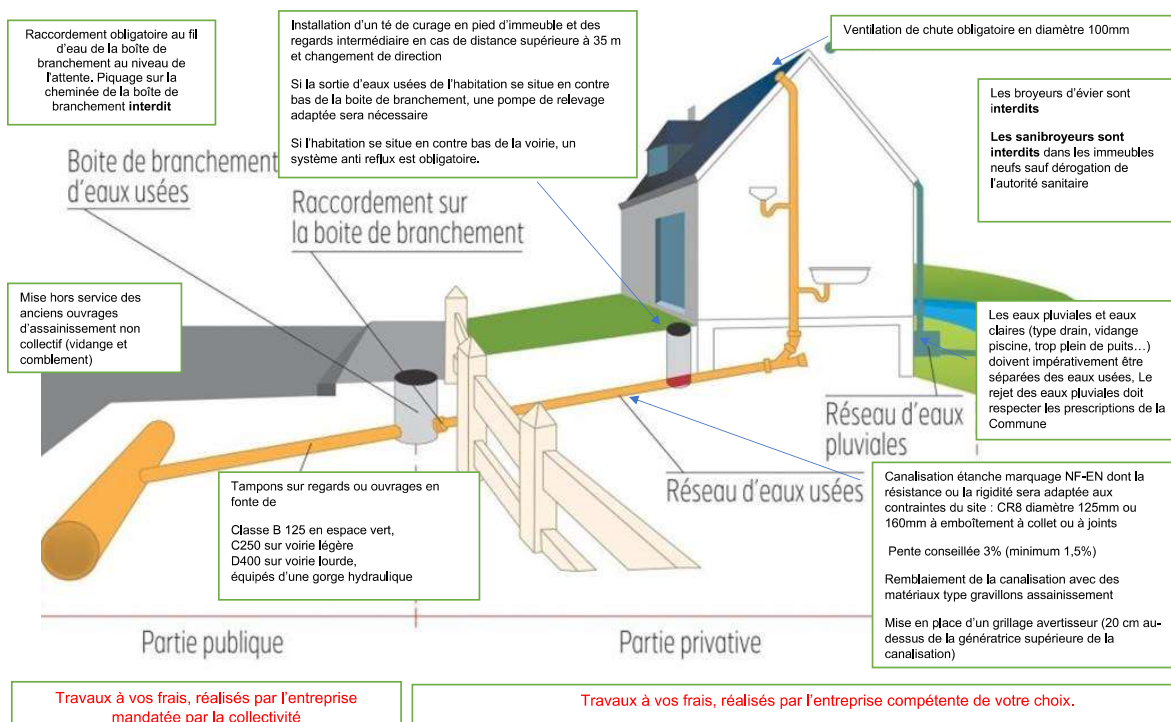 Raccordement obligatoire au fil
d'eau de la boîte de
branchement au niveau de
l'attente. Piquage sur la
cheminée de la boîte de
branchement interdit
Installation d'un té de curage en pied d'immeuble et des
regards intermédiaire en cas de distance supérieure à 35 m
et changement de direction
Si la sortie d'eaux usées de l'habitation se situe en contre
bas de la boite de branchement, une pompe de relevage
adaptée sera nécessaire
Si l'habitation se situe en contre bas de la voirie, un
système anti reflux est obligatoire.
Ventilation de chute obligatoire en diamètre 100mm
Les broyeurs d'évier sont
interdits
Les sanibroyeurs sont
interdits dans les immeubles
neufs sauf dérogation de
l'autorité sanitaire
Boite de branchement
d'eaux usées
Raccordement sur
la boite de branchement
Mise hors service des
anciens ouvrages
d'assainissement non
collectif (vidange et
comblement)
Les eaux pluviales et eaux
claires (type drain, vidange
piscine, trop plein de puits…)
doivent impérativement être
séparées des eaux usées, Le
rejet des eaux pluviales doit
respecter les prescriptions de la
Commune
Réseau d'eaux
pluviales
Réseau d'eaux usées
Tampons sur regards ou ouvrages en
fonte de
Classe B 125 en espace vert,
C250 sur voirie légère
D400 sur voirie lourde,
équipés d'une gorge hydraulique
Canalisation étanche marquage NF-EN dont la
résistance ou la rigidité sera adaptée aux
contraintes du site : CR8 diamètre 125mm ou
160mm à emboîtement à collet ou à joints
Pente conseillée 3% (minimum 1,5%)
Remblaiement de la canalisation avec des
matériaux type gravillons assainissement
Mise en place d'un grillage avertisseur (20 cm au-
dessus de la génératrice supérieure de la
canalisation)
Partie publique
Partie privative
Travaux à vos frais, réalisés par l'entreprise
mandatée par la collectivité
Travaux à vos frais, réalisés par l'entreprise compétente de votre choix.